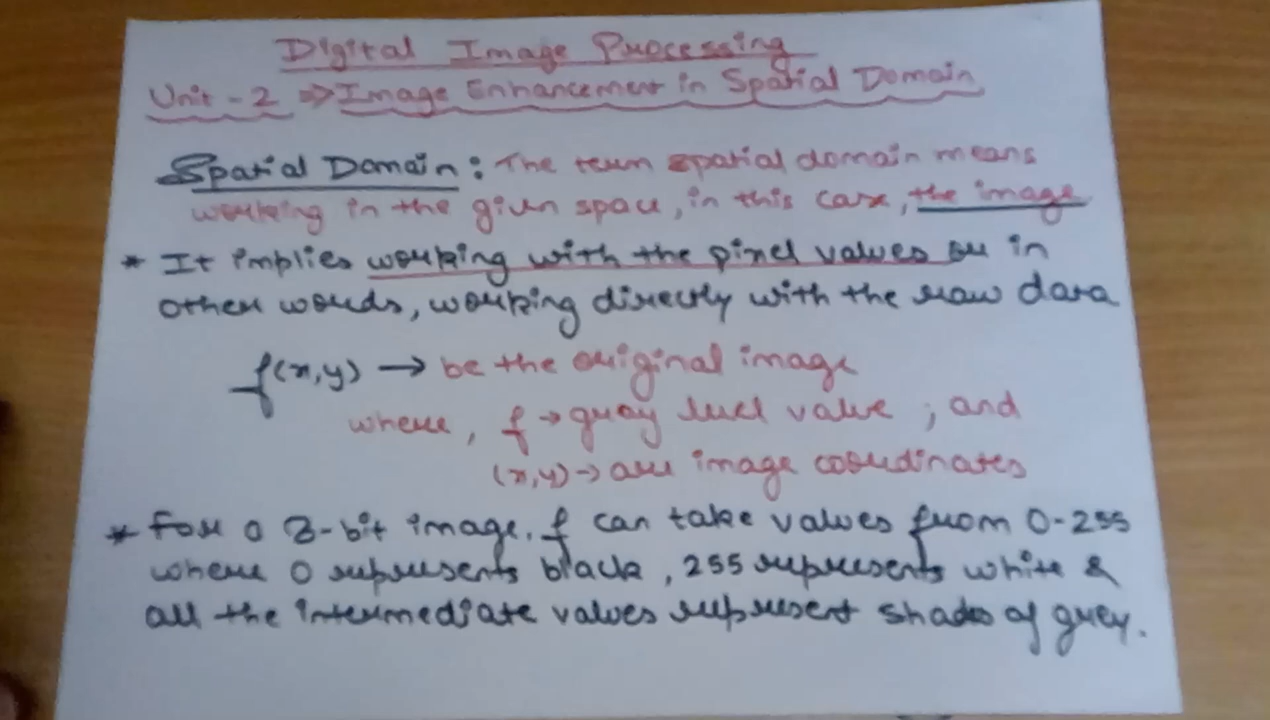 Digital Image Processing
Unit - 2 ⇒ Image Enhancement in Spatial Domain
Spatial Domain : The term spatial domain means
working in the given space, in this case, the image
* It implies working with the pixel values or in
other words, working directly with the raw data
f(x,y) → be the original image
where, f → gray level value ; and
(x,y) → are image coordinates
* For a 8-bit image, f can take values from 0-255
where 0 represents black, 255 represents white &
all the intermediate values represent shades of grey.